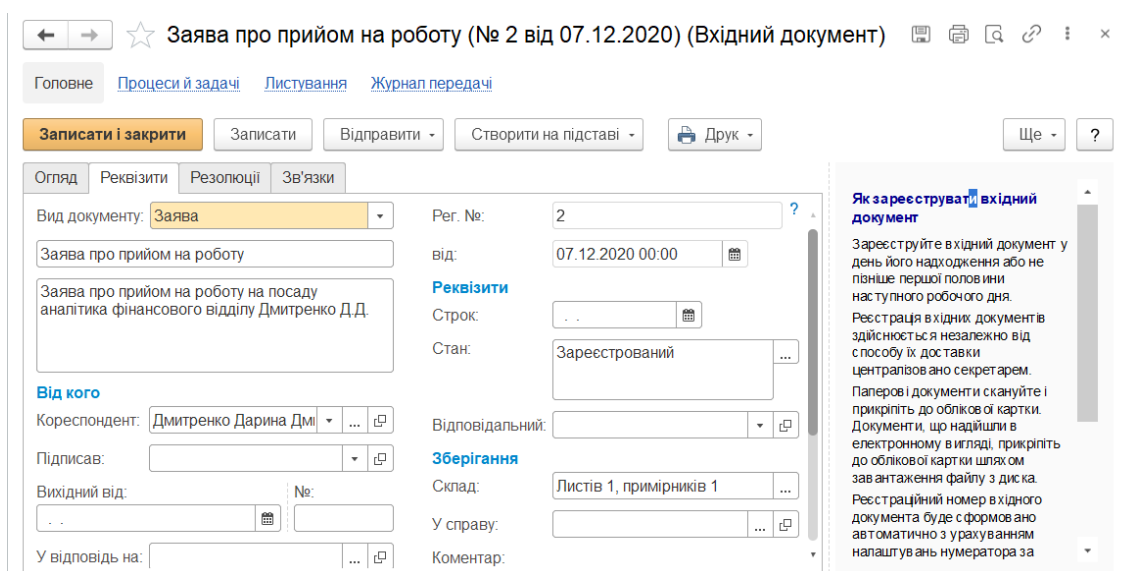 Заява про прийом на роботу (№ 2 від 07.12.2020) (Вхідний документ)
Головне Процеси й задачі Листування Журнал передачі
Записати і закрити Записати Відправити Створити на підставі Друк Ще ?
Огляд Реквізити Резолюції Зв'язки
Вид документу: Заява
Заява про прийом на роботу
Заява про прийом на роботу на посаду
аналітика фінансового відділу Дмитренко Д.Д.
Від кого
Кореспондент: Дмитренко Дарина Дми ...
Підписав:
Вихідний від: №:
. .
У відповідь на: ...
Рег. №: 2 ?
від: 07.12.2020 00:00
Реквізити
Строк: . .
Стан: Зареєстрований ...
Відповідальний:
Зберігання
Склад: Листів 1, примірників 1 ...
У справу: ...
Коментар:
Як зареєструвати вхідний
документ
Зареєструйте вхідний документ у
день його надходження або не
пізніше першої половини
наступного робочого дня.
Реєстрація вхідних документів
здійснюється незалежно від
способу їх доставки
централізовано секретарем.
Паперові документи скануйте і
прикріпіть до облікової картки.
Документи, що надійшли в
електронному вигляді, прикріпіть
до облікової картки шляхом
завантаження файлу з диска.
Реєстраційний номер вхідного
документа буде сформовано
автоматично з урахуванням
налаштувань нумератора за